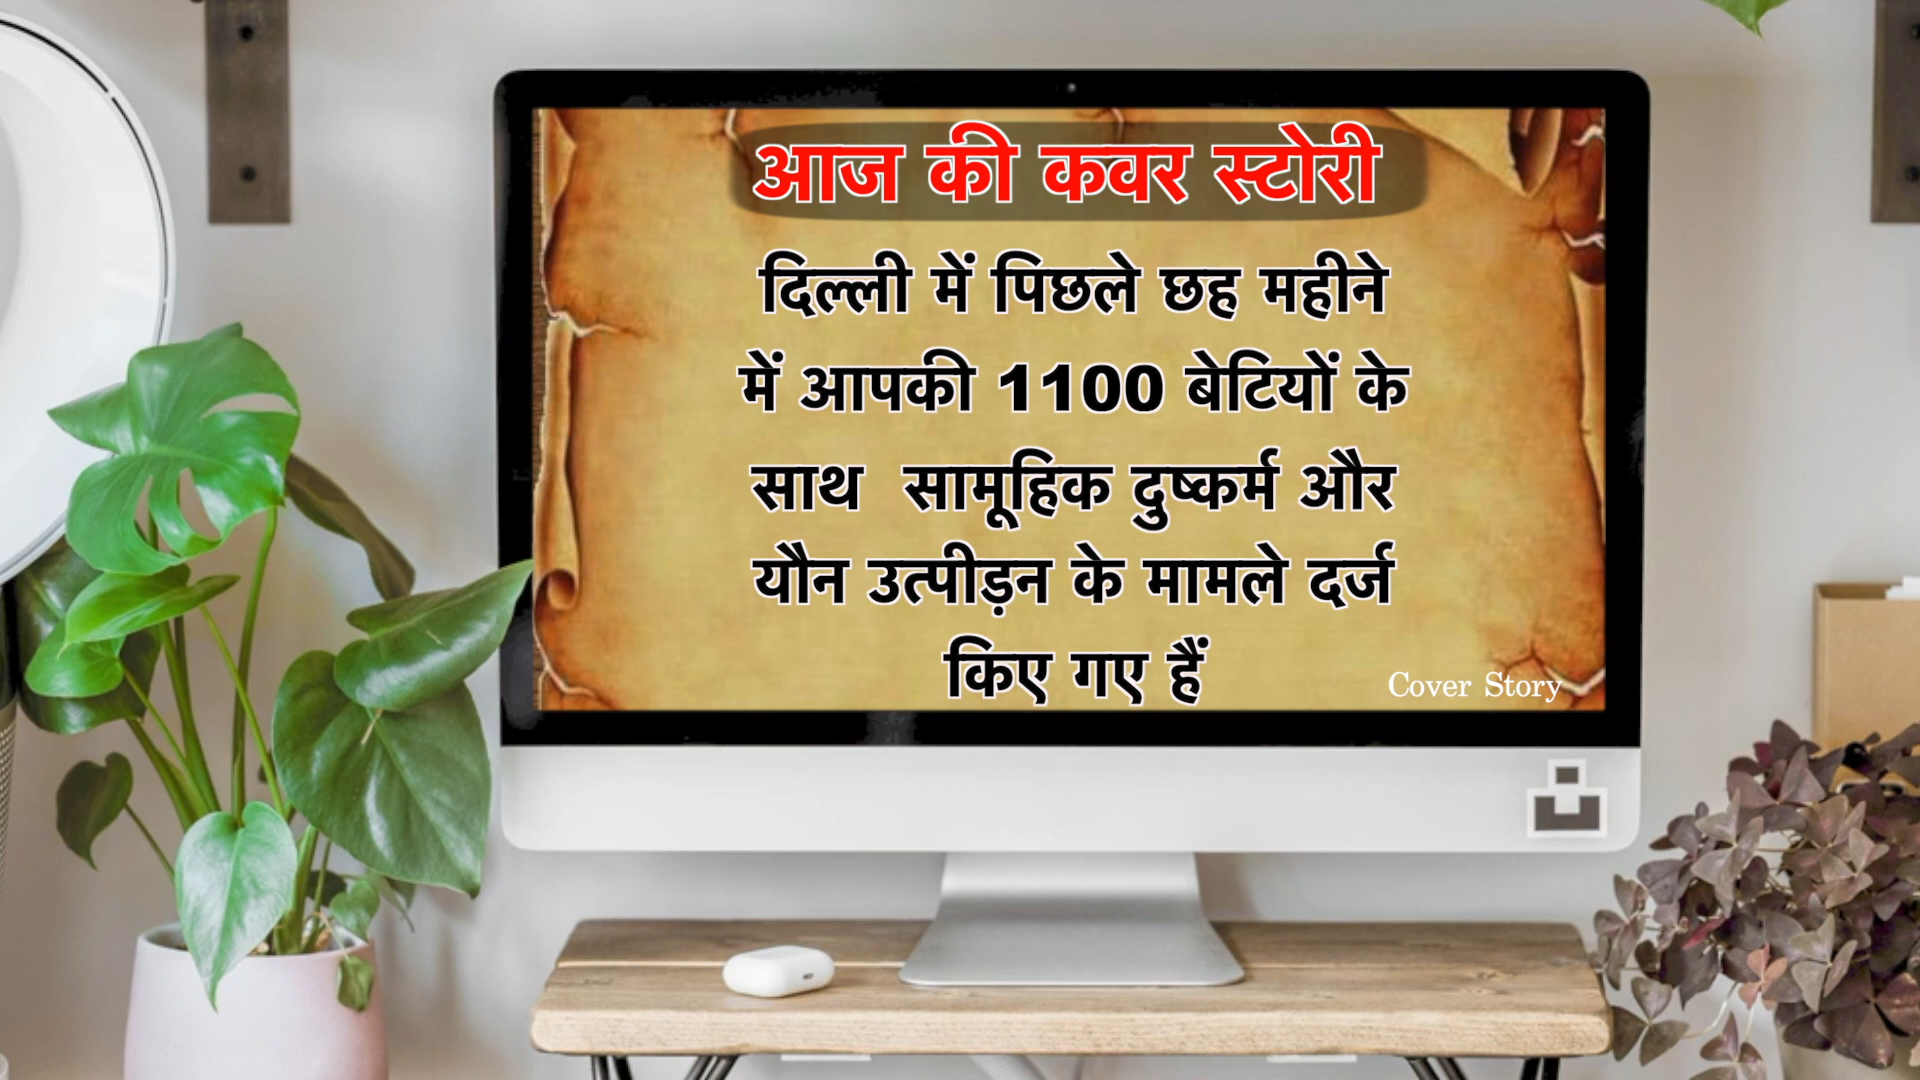 आज की कवर स्टोरी
दिल्ली में पिछले छह महीने
में आपकी 1100 बेटियों के
साथ सामूहिक दुष्कर्म और
यौन उत्पीड़न के मामले दर्ज
किए गए हैं
Cover Story